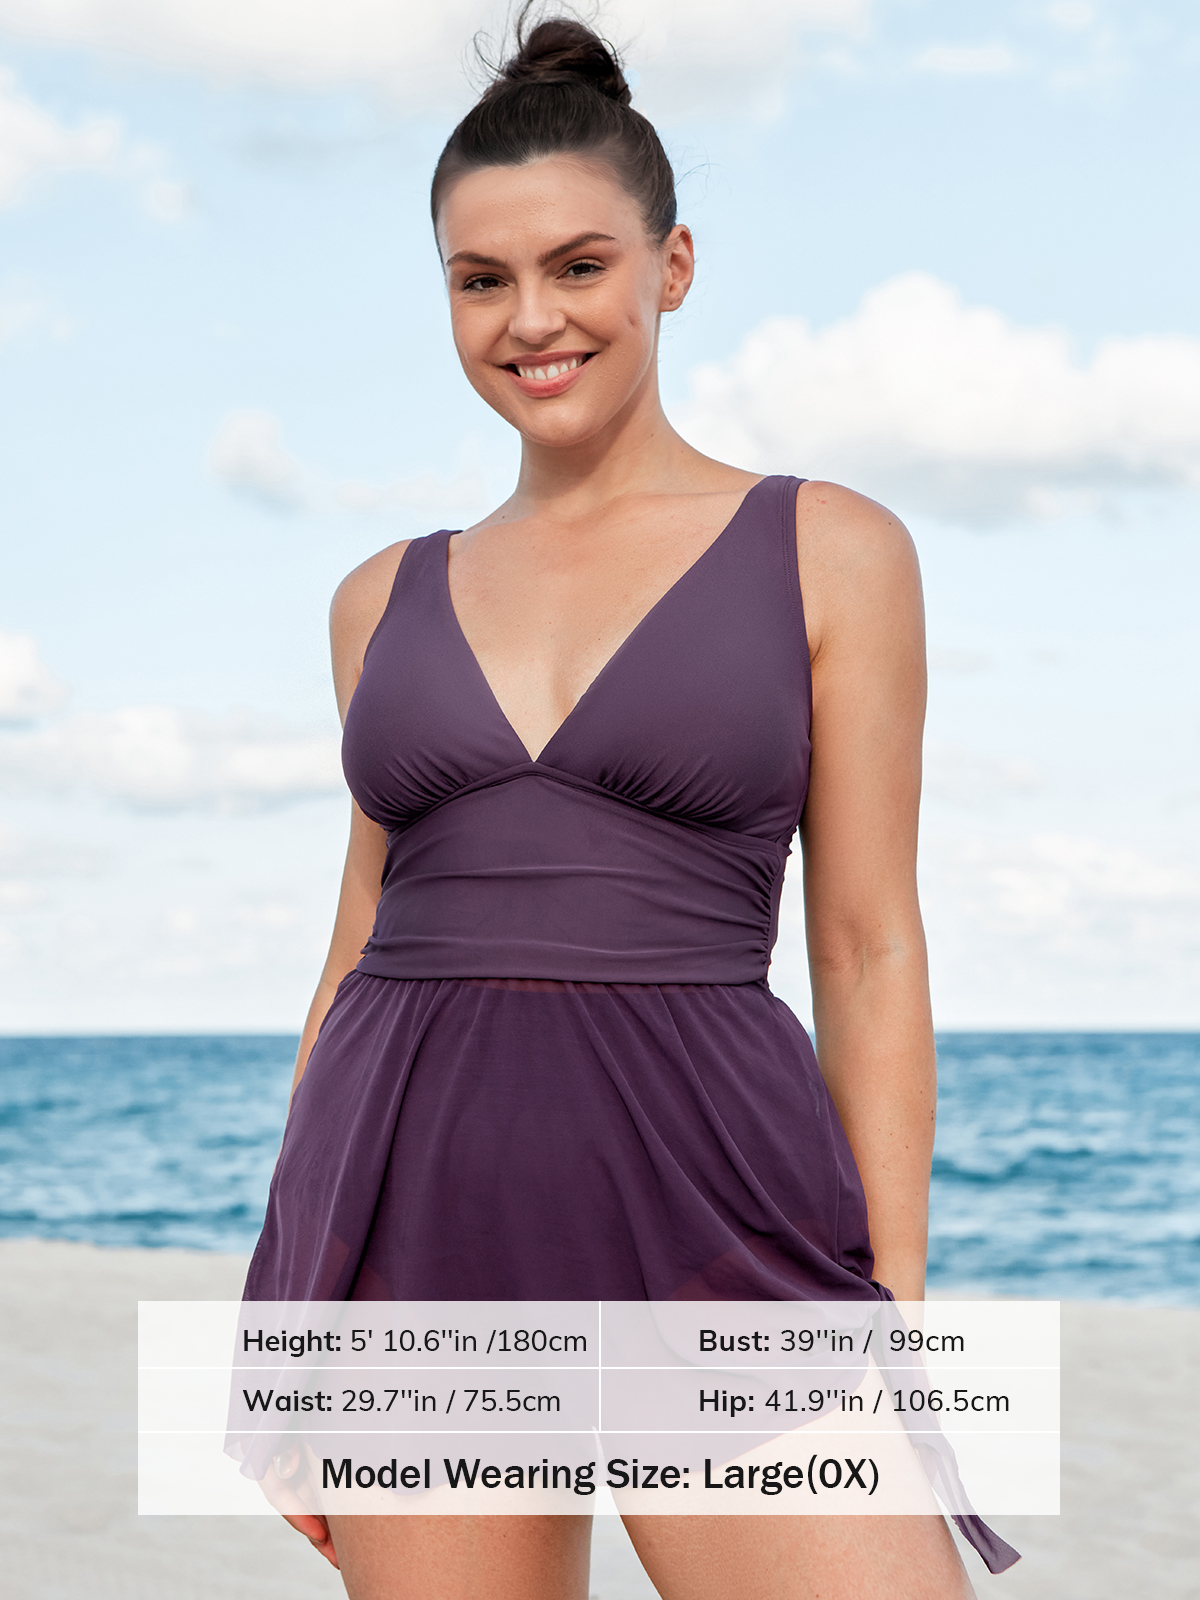 Height: 5' 10.6''in /180cm
Bust: 39''in / 99cm
Waist: 29.7''in / 75.5cm
Hip: 41.9''in / 106.5cm
Model Wearing Size: Large(0X)